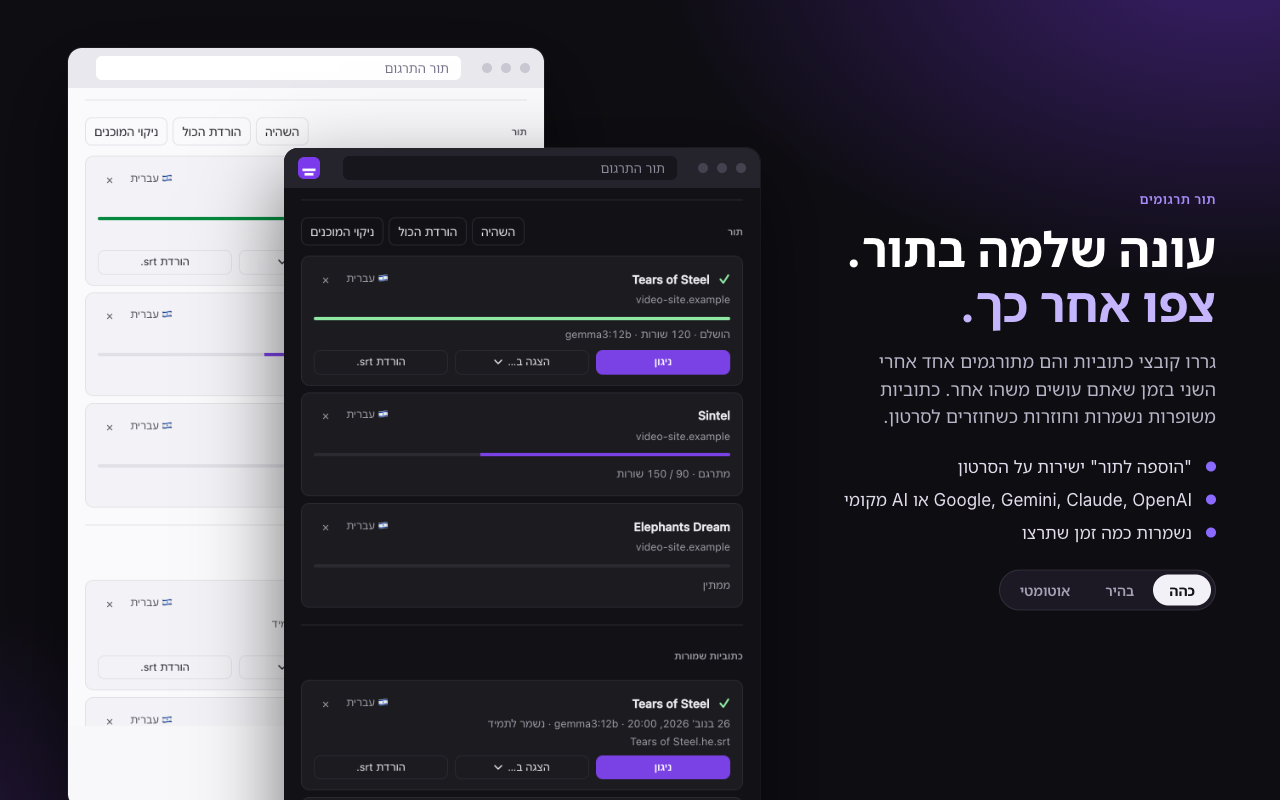 תור תרגומים
עונה שלמה בתור.
צפו אחר כך.
גררו קובצי כתוביות והם מתורגמים אחד אחרי
השני בזמן שאתם עושים משהו אחר. כתוביות
משופרות נשמרות וחוזרות כשחוזרים לסרטון.
"הוספה לתור" ישירות על הסרטון
Google, Gemini, Claude, OpenAI או AI מקומי
נשמרות כמה זמן שתרצו
כהה בהיר אוטומטי
תור התרגום
תור השהיה הורדת הכול ניקוי המוכנים
Tears of Steel עברית ×
video-site.example
הושלם · 120 שורות · gemma3:12b
ניגון הצגה ב... הורדת srt.
Sintel עברית ×
video-site.example
מתרגם · 90 / 150 שורות
Elephants Dream עברית ×
video-site.example
ממתין
כתוביות שמורות
Tears of Steel עברית ×
26 בנוב׳ 2026, 20:00 · gemma3:12b · נשמר לתמיד
Tears of Steel.he.srt
ניגון הצגה ב... הורדת srt.
תור התרגום
תור השהיה הורדת הכול ניקוי המוכנים
עברית ×
הורדת srt.
עברית ×
עברית ×
עברית ×
הורדת srt.
עברית ×